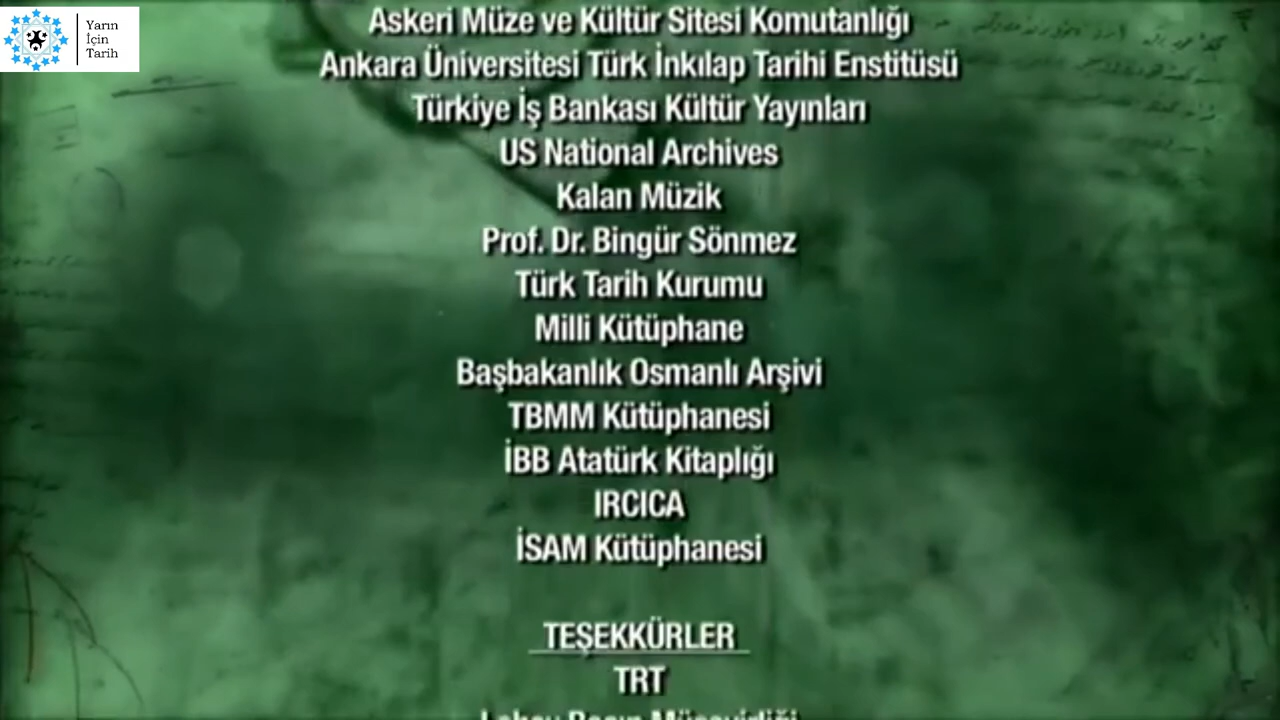 Yarın
İçin
Tarih
Askeri Müze ve Kültür Sitesi Komutanlığı
Ankara Üniversitesi Türk İnkılap Tarihi Enstitüsü
Türkiye İş Bankası Kültür Yayınları
US National Archives
Kalan Müzik
Prof. Dr. Bingür Sönmez
Türk Tarih Kurumu
Milli Kütüphane
Başbakanlık Osmanlı Arşivi
TBMM Kütüphanesi
İBB Atatürk Kitaplığı
IRCICA
İSAM Kütüphanesi
TEŞEKKÜRLER
TRT